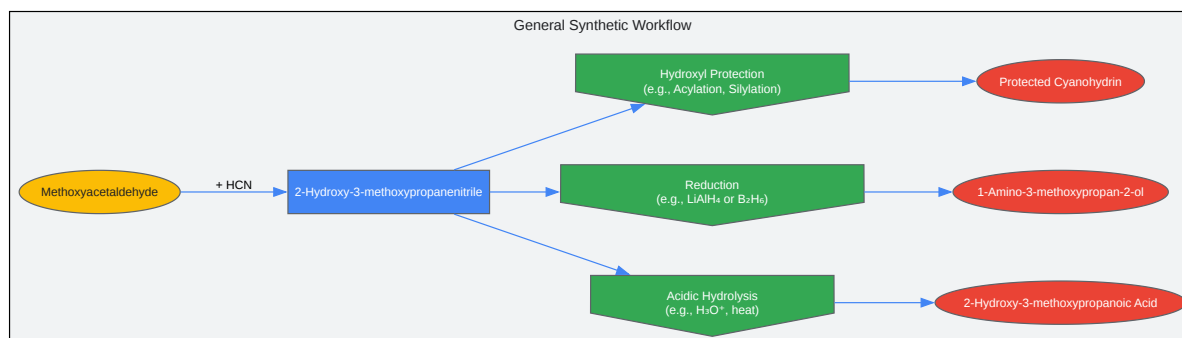 General Synthetic Workflow
Hydroxyl Protection
(e.g., Acylation, Silylation)
Protected Cyanohydrin
Methoxyacetaldehyde
+ HCN
2-Hydroxy-3-methoxypropanenitrile
Reduction
(e.g., LiAlH₄ or B₂H₆)
1-Amino-3-methoxypropan-2-ol
Acidic Hydrolysis
(e.g., H₃O⁺, heat)
2-Hydroxy-3-methoxypropanoic Acid